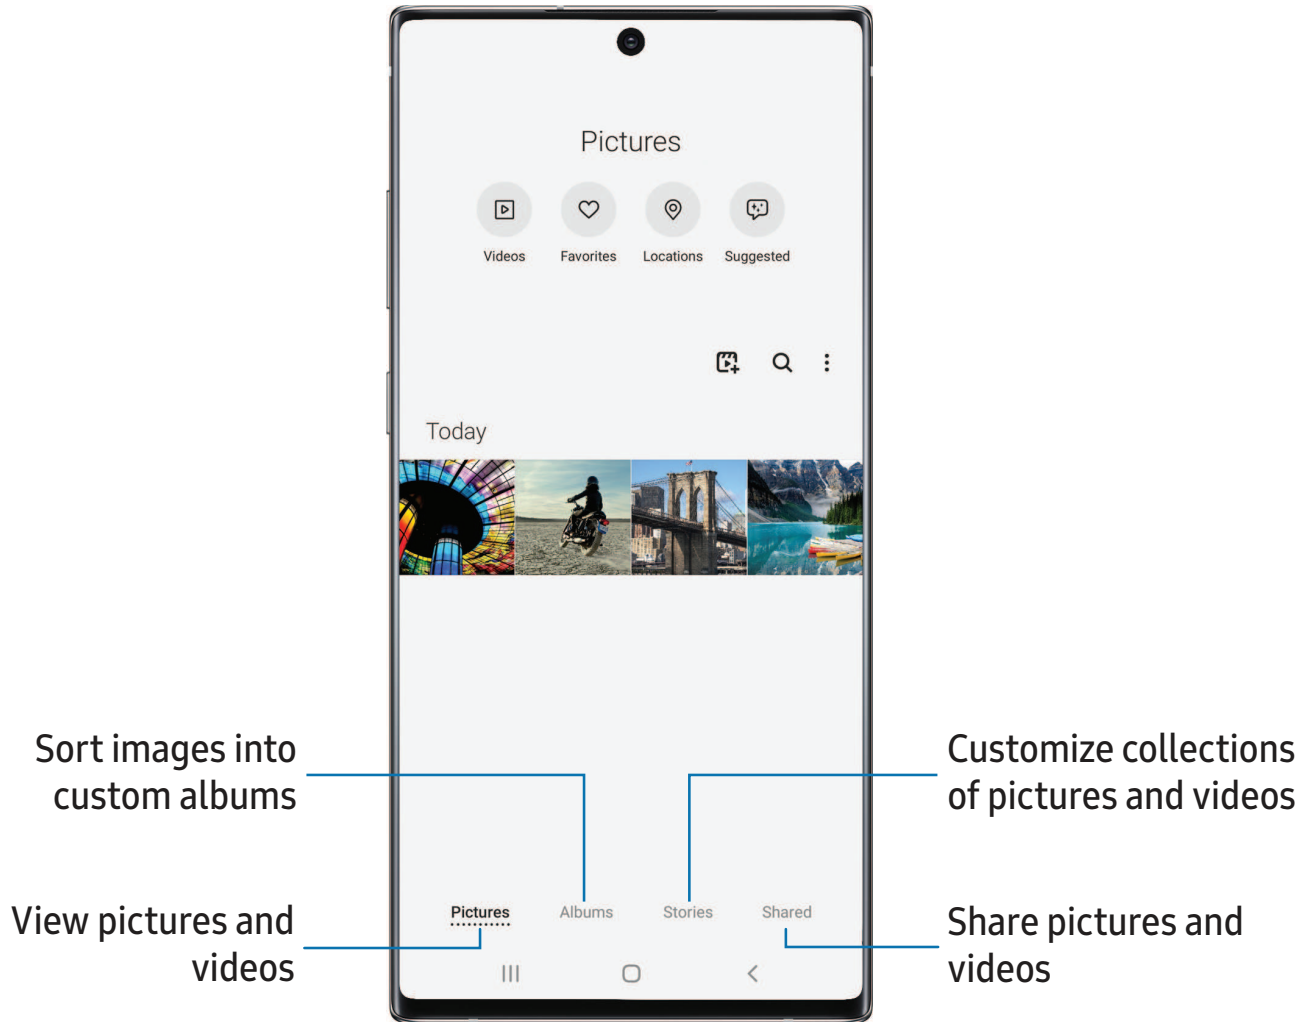 Pictures
Videos
Favorites
Locations
Suggested
Today
Sort images into
custom albums
Customize collections
of pictures and videos
View pictures and
videos
Pictures
Albums
Stories
Shared
Share pictures and
videos